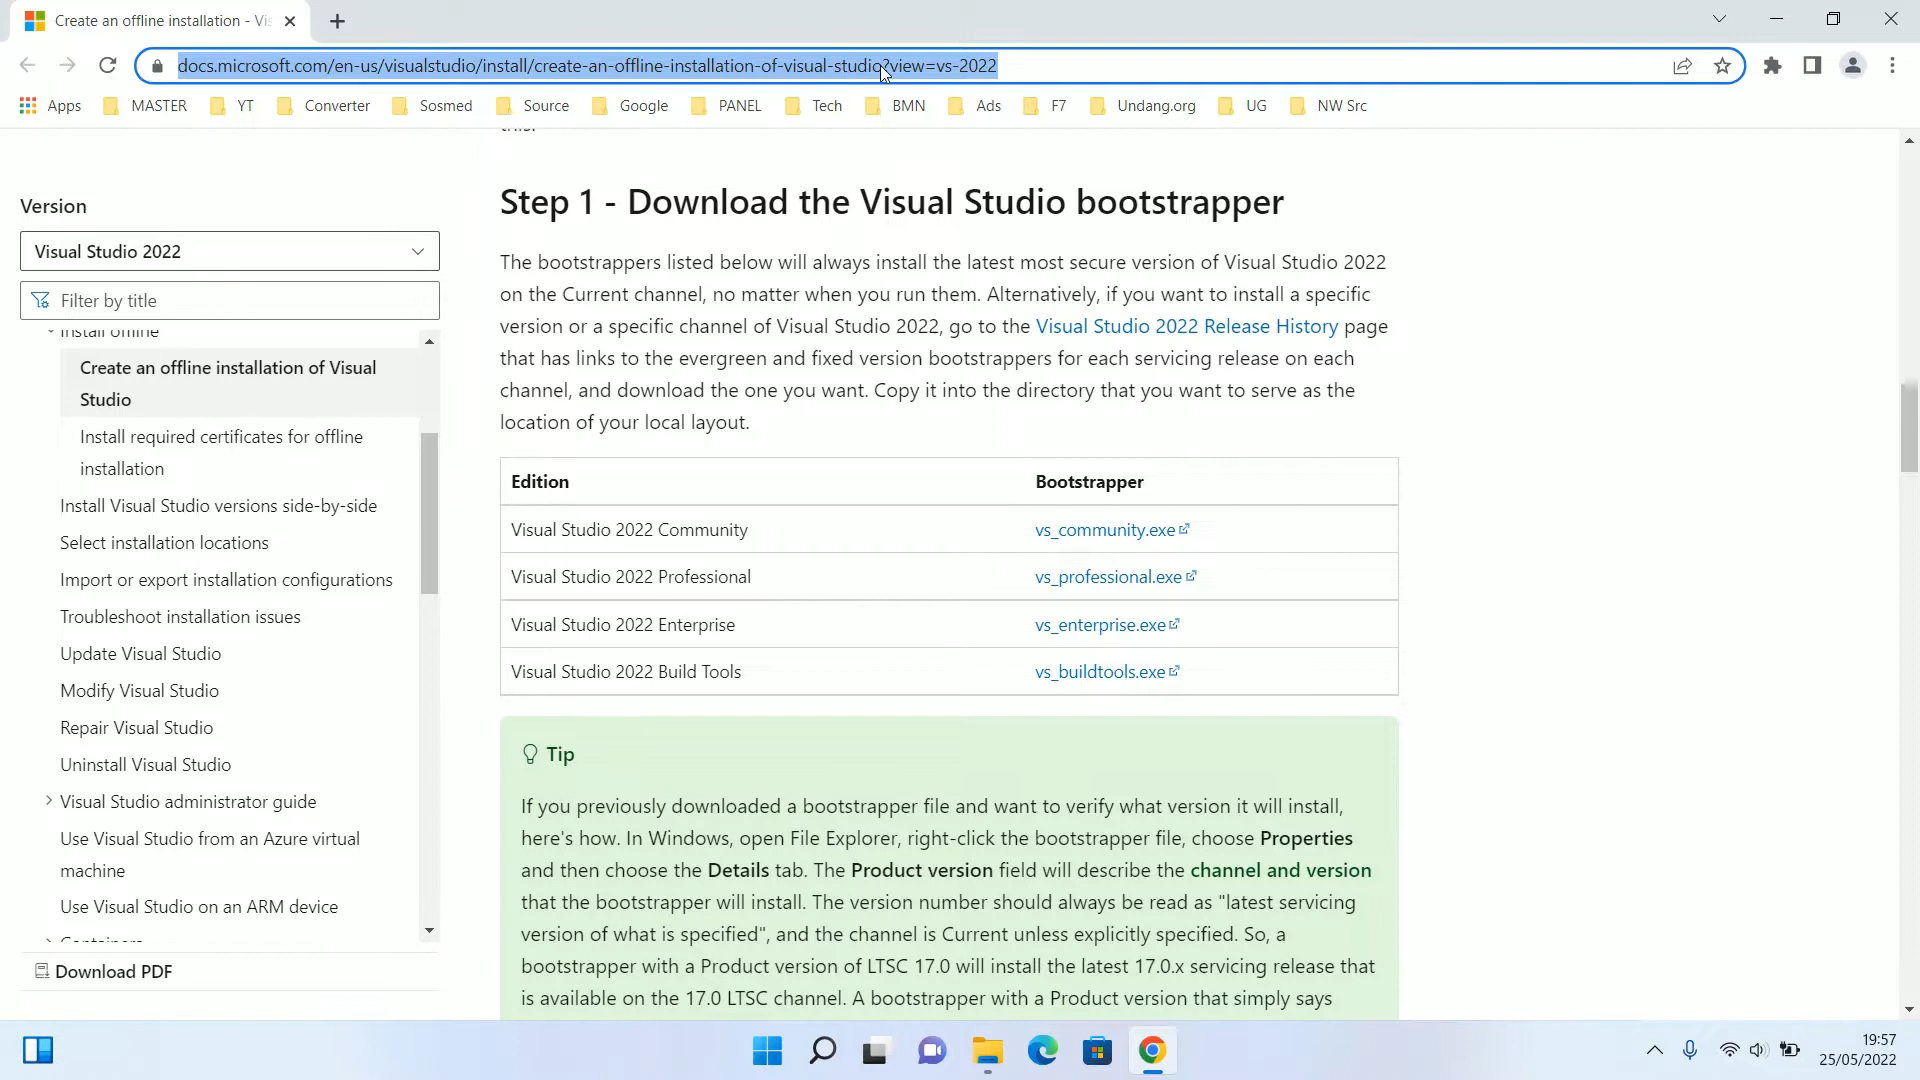 Create an offline installation - Vis
docs.microsoft.com/en-us/visualstudio/install/create-an-offline-installation-of-visual-studio?view=vs-2022
Apps MASTER YT Converter Sosmed Source Google PANEL Tech BMN Ads F7 Undang.org UG NW Src
this.
Version
Visual Studio 2022
Filter by title
Install offline
Create an offline installation of Visual
Studio
Install required certificates for offline
installation
Install Visual Studio versions side-by-side
Select installation locations
Import or export installation configurations
Troubleshoot installation issues
Update Visual Studio
Modify Visual Studio
Repair Visual Studio
Uninstall Visual Studio
Visual Studio administrator guide
Use Visual Studio from an Azure virtual
machine
Use Visual Studio on an ARM device
Containers
Download PDF
Step 1 - Download the Visual Studio bootstrapper
The bootstrappers listed below will always install the latest most secure version of Visual Studio 2022
on the Current channel, no matter when you run them. Alternatively, if you want to install a specific
version or a specific channel of Visual Studio 2022, go to the Visual Studio 2022 Release History page
that has links to the evergreen and fixed version bootstrappers for each servicing release on each
channel, and download the one you want. Copy it into the directory that you want to serve as the
location of your local layout.
Edition Bootstrapper
Visual Studio 2022 Community vs_community.exe
Visual Studio 2022 Professional vs_professional.exe
Visual Studio 2022 Enterprise vs_enterprise.exe
Visual Studio 2022 Build Tools vs_buildtools.exe
Tip
If you previously downloaded a bootstrapper file and want to verify what version it will install,
here's how. In Windows, open File Explorer, right-click the bootstrapper file, choose Properties
and then choose the Details tab. The Product version field will describe the channel and version
that the bootstrapper will install. The version number should always be read as "latest servicing
version of what is specified", and the channel is Current unless explicitly specified. So, a
bootstrapper with a Product version of LTSC 17.0 will install the latest 17.0.x servicing release that
is available on the 17.0 LTSC channel. A bootstrapper with a Product version that simply says
19:57
25/05/2022